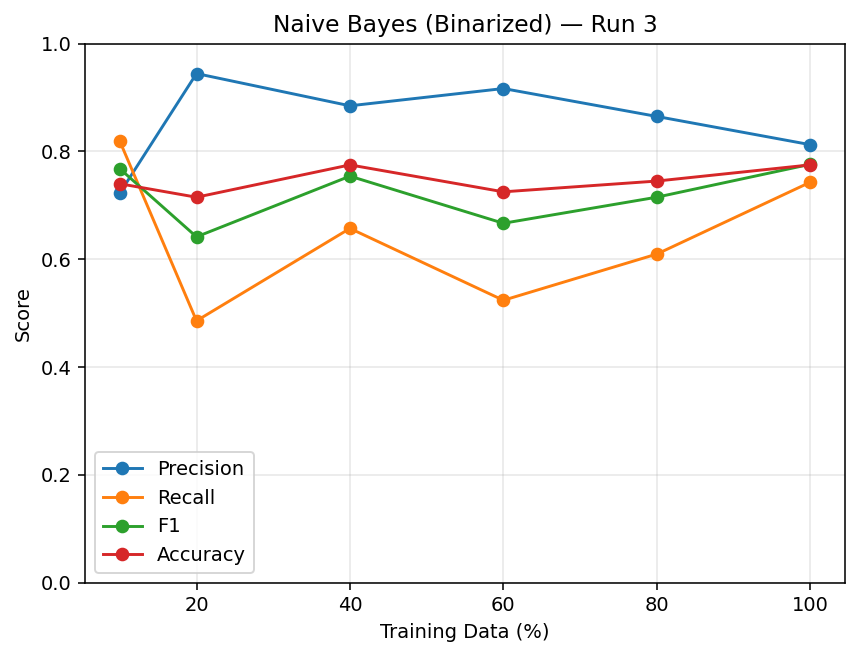 Naive Bayes (Binarized) — Run 3
1.0
0.8
0.6
0.4
0.2
0.0
Score
Precision
Recall
F1
Accuracy
20 40 60 80 100
Training Data (%)